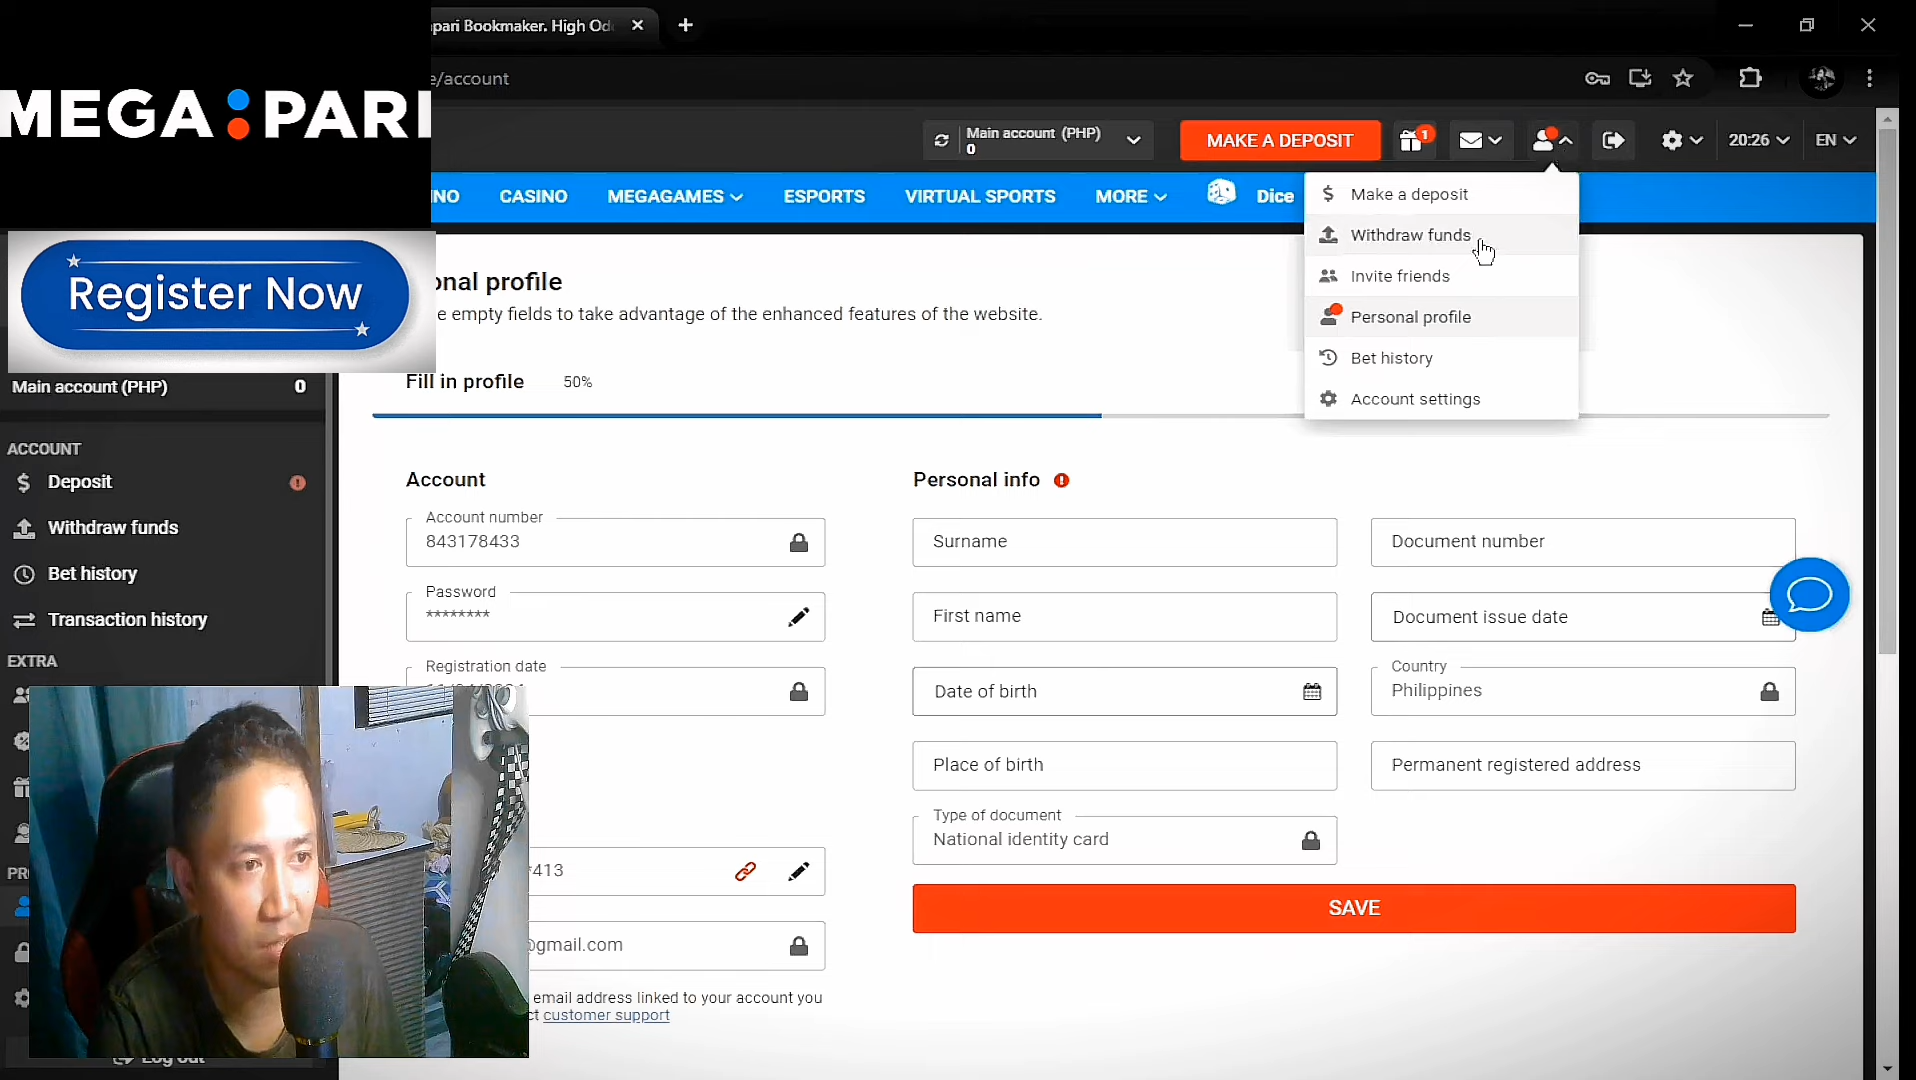 pari Bookmaker. High Od
e/account
MEGA PARI
Main account (PHP)
0
MAKE A DEPOSIT
1
20:26
EN
NO
CASINO
MEGAGAMES
ESPORTS
VIRTUAL SPORTS
MORE
Dice
Make a deposit
Withdraw funds
Invite friends
Personal profile
Bet history
Account settings
Register Now
onal profile
e empty fields to take advantage of the enhanced features of the website.
Main account (PHP) 0
Fill in profile 50%
ACCOUNT
Deposit
Withdraw funds
Bet history
Transaction history
EXTRA
PR
Log out
Account
Account number
843178433
Password
********
Registration date
*413
@gmail.com
email address linked to your account you
ct customer support
Personal info
Surname
First name
Date of birth
Place of birth
Type of document
National identity card
Document number
Document issue date
Country
Philippines
Permanent registered address
SAVE